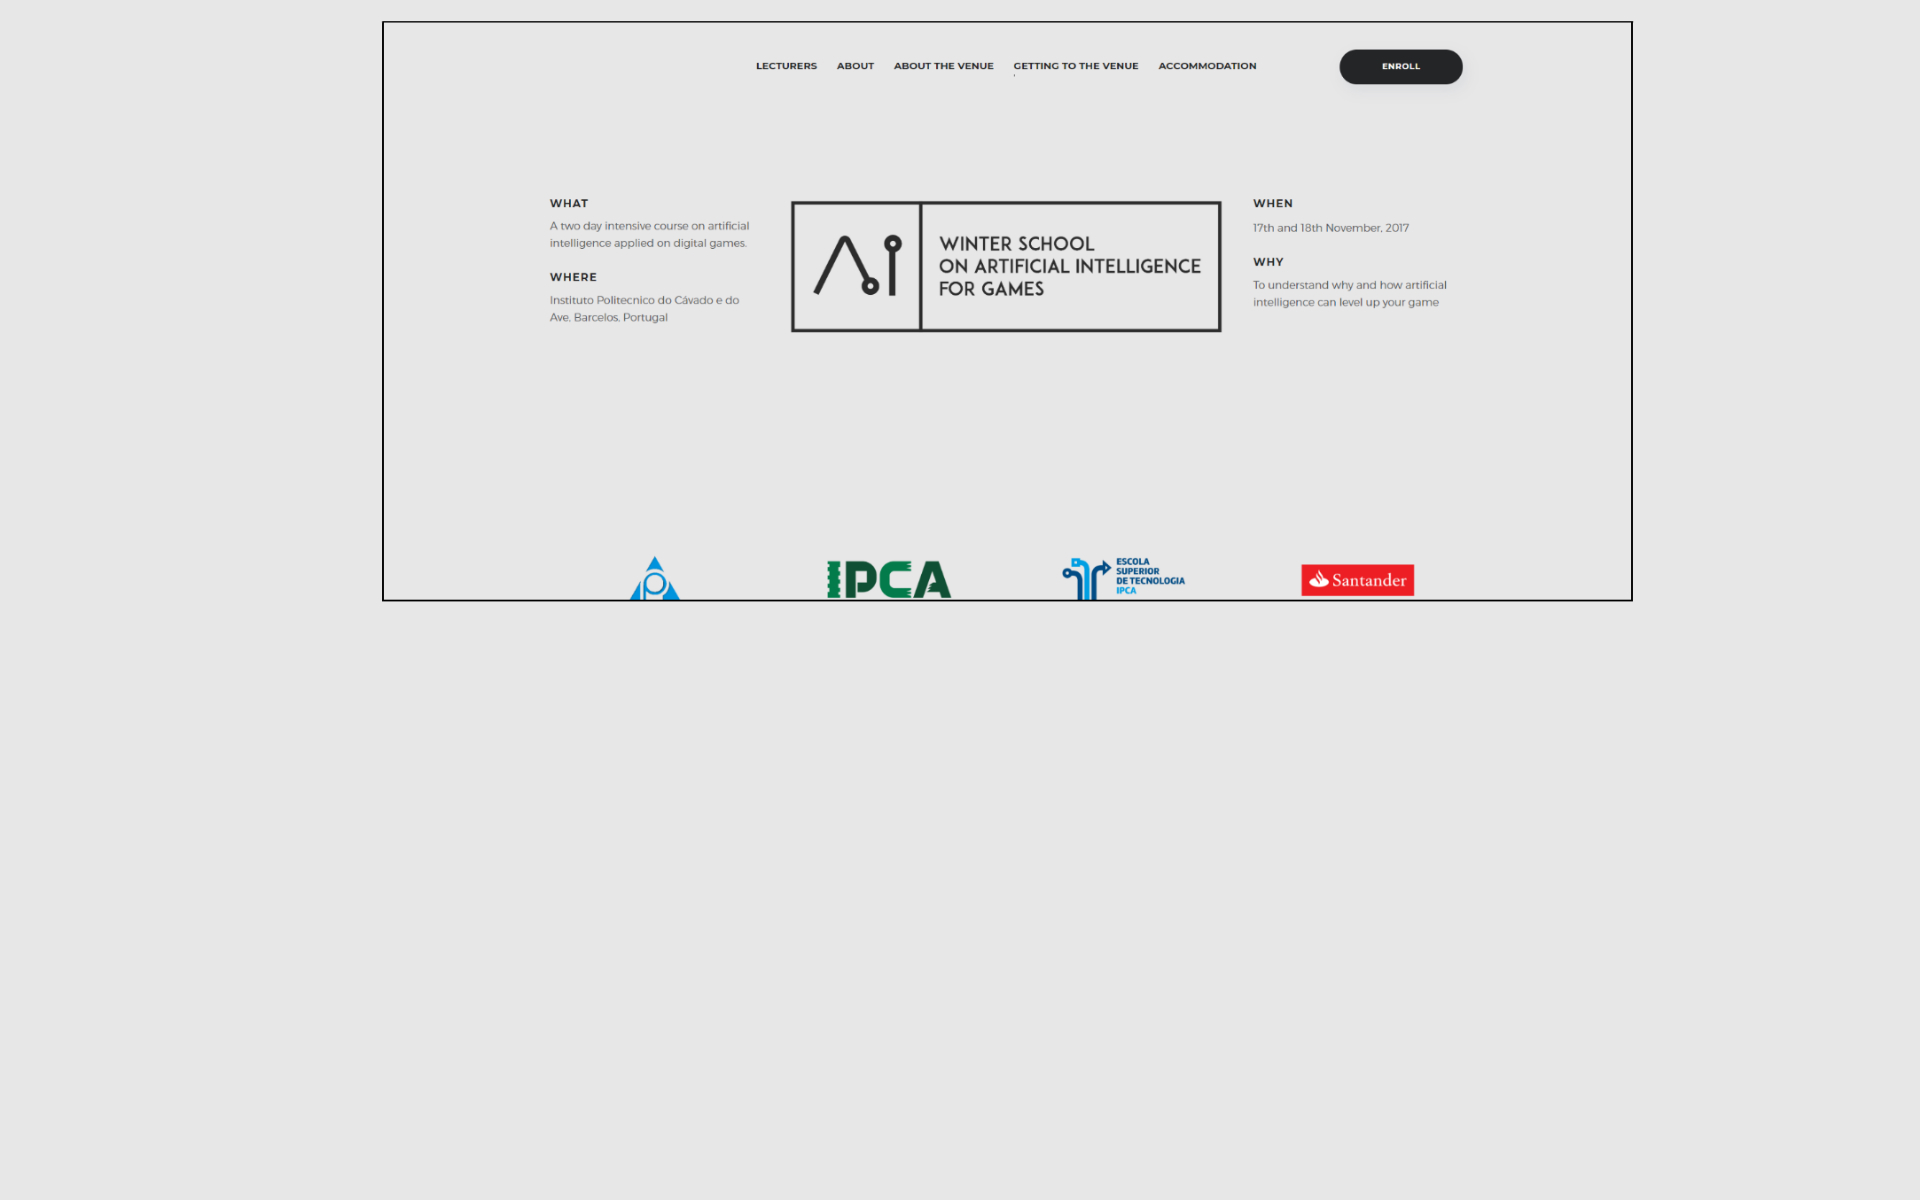 LECTURERS ABOUT ABOUT THE VENUE GETTING TO THE VENUE ACCOMMODATION ENROLL
WHAT
A two day intensive course on artificial
intelligence applied on digital games.
WHERE
Instituto Politecnico do Cávado e do
Ave, Barcelos, Portugal
Ai
WINTER SCHOOL
ON ARTIFICIAL INTELLIGENCE
FOR GAMES
WHEN
17th and 18th November, 2017
WHY
To understand why and how artificial
intelligence can level up your game
p
IPCA
ESCOLA
SUPERIOR
DE TECNOLOGIA
IPCA
Santander